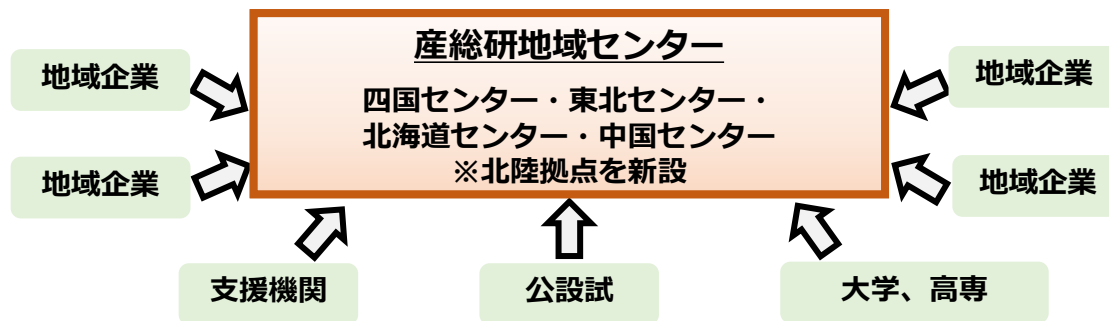 産総研地域センター
四国センター・東北センター・
北海道センター・中国センター
※北陸拠点を新設
地域企業
地域企業
地域企業
地域企業
支援機関
公設試
大学、高専